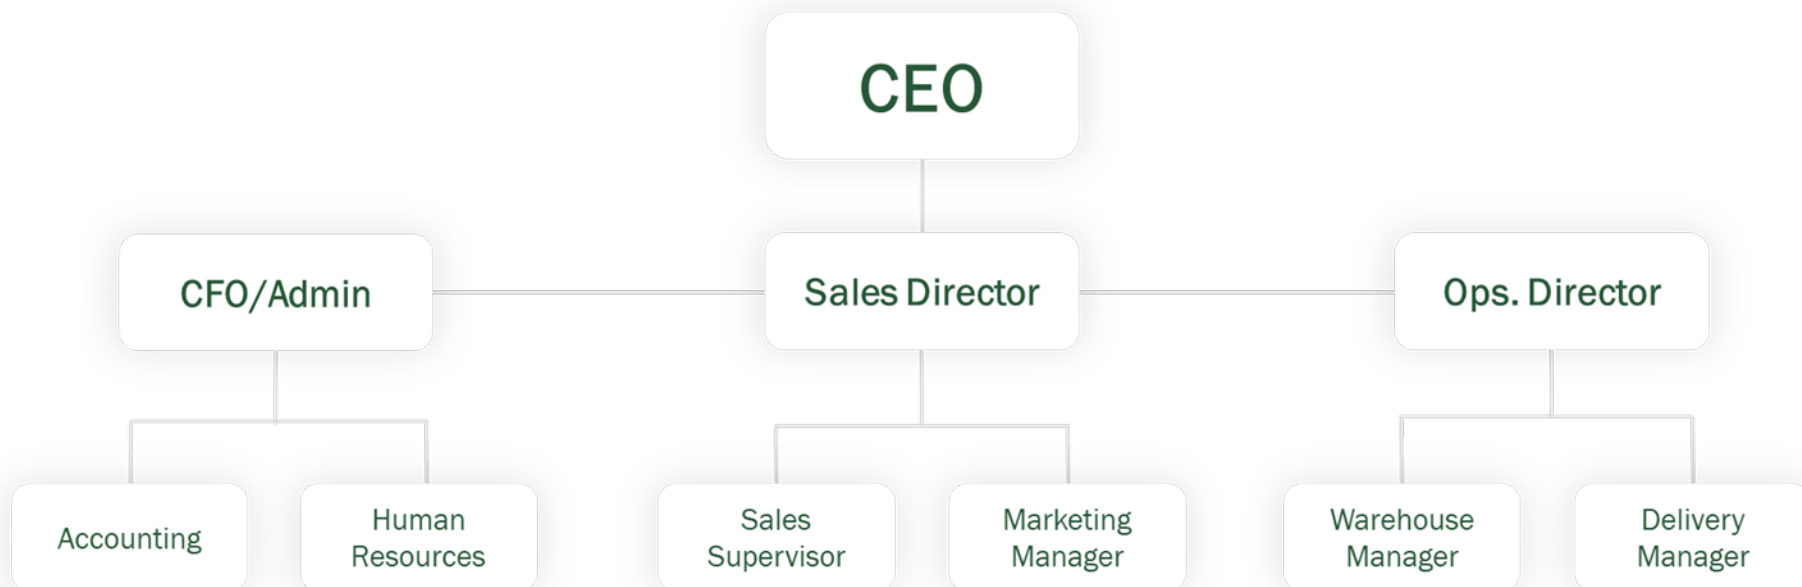 CEO
CFO/Admin
Sales Director
Ops. Director
Accounting
Human
Resources
Sales
Supervisor
Marketing
Manager
Warehouse
Manager
Delivery
Manager